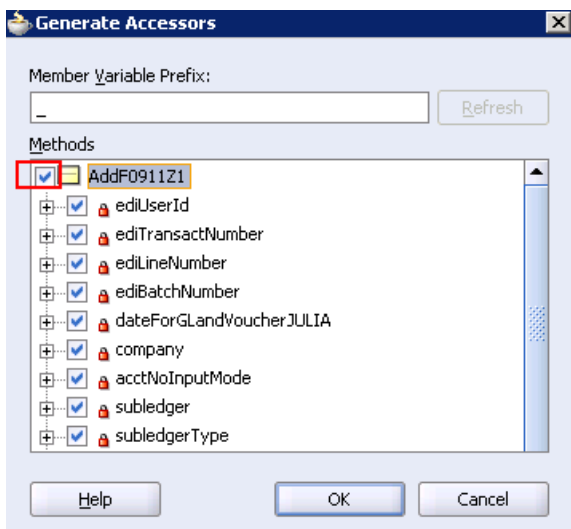 Generate Accessors
Member Variable Prefix:
_
Refresh
Methods
AddF0911Z1
ediUserId
ediTransactNumber
ediLineNumber
ediBatchNumber
dateForGLandVoucherJULIA
company
acctNoInputMode
subledger
subledgerType
Help OK Cancel